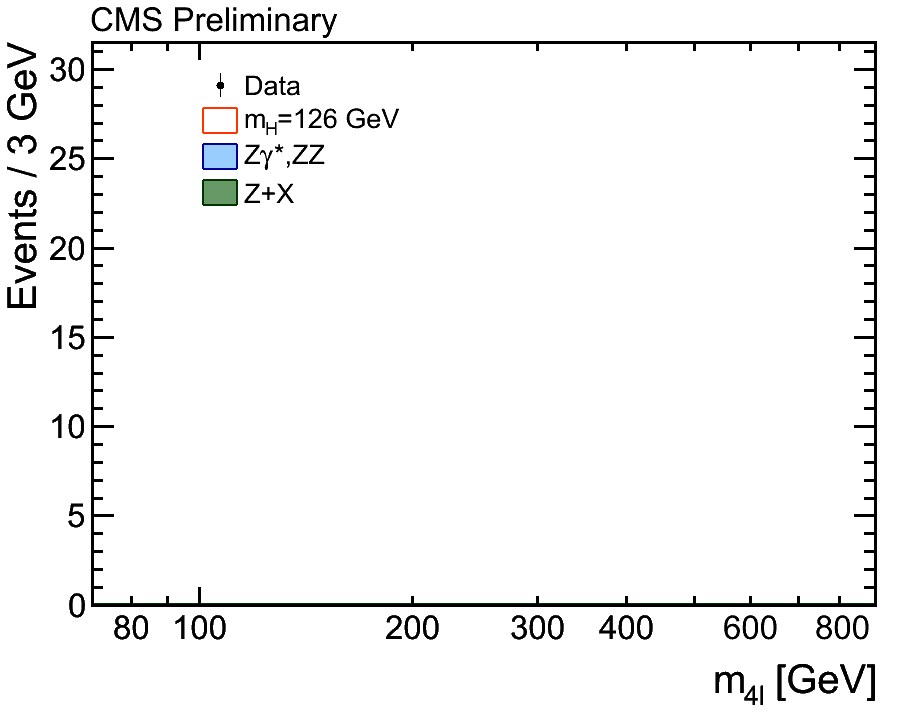 CMS Preliminary
Events / 3 GeV
30
25
20
15
10
5
0
Data
m_H=126 GeV
Zγ*,ZZ
Z+X
80 100 200 300 400 600 800
m_4l [GeV]